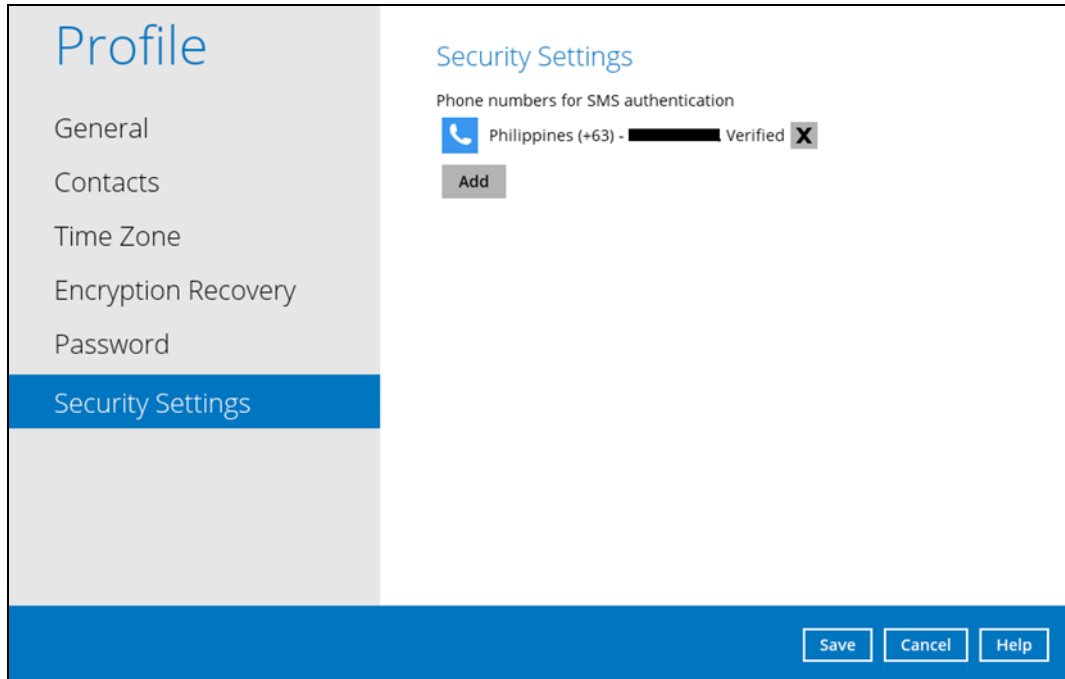 Profile
General
Contacts
Time Zone
Encryption Recovery
Password
Security Settings
Security Settings
Phone numbers for SMS authentication
Philippines (+63) - Verified X
Add
Save Cancel Help